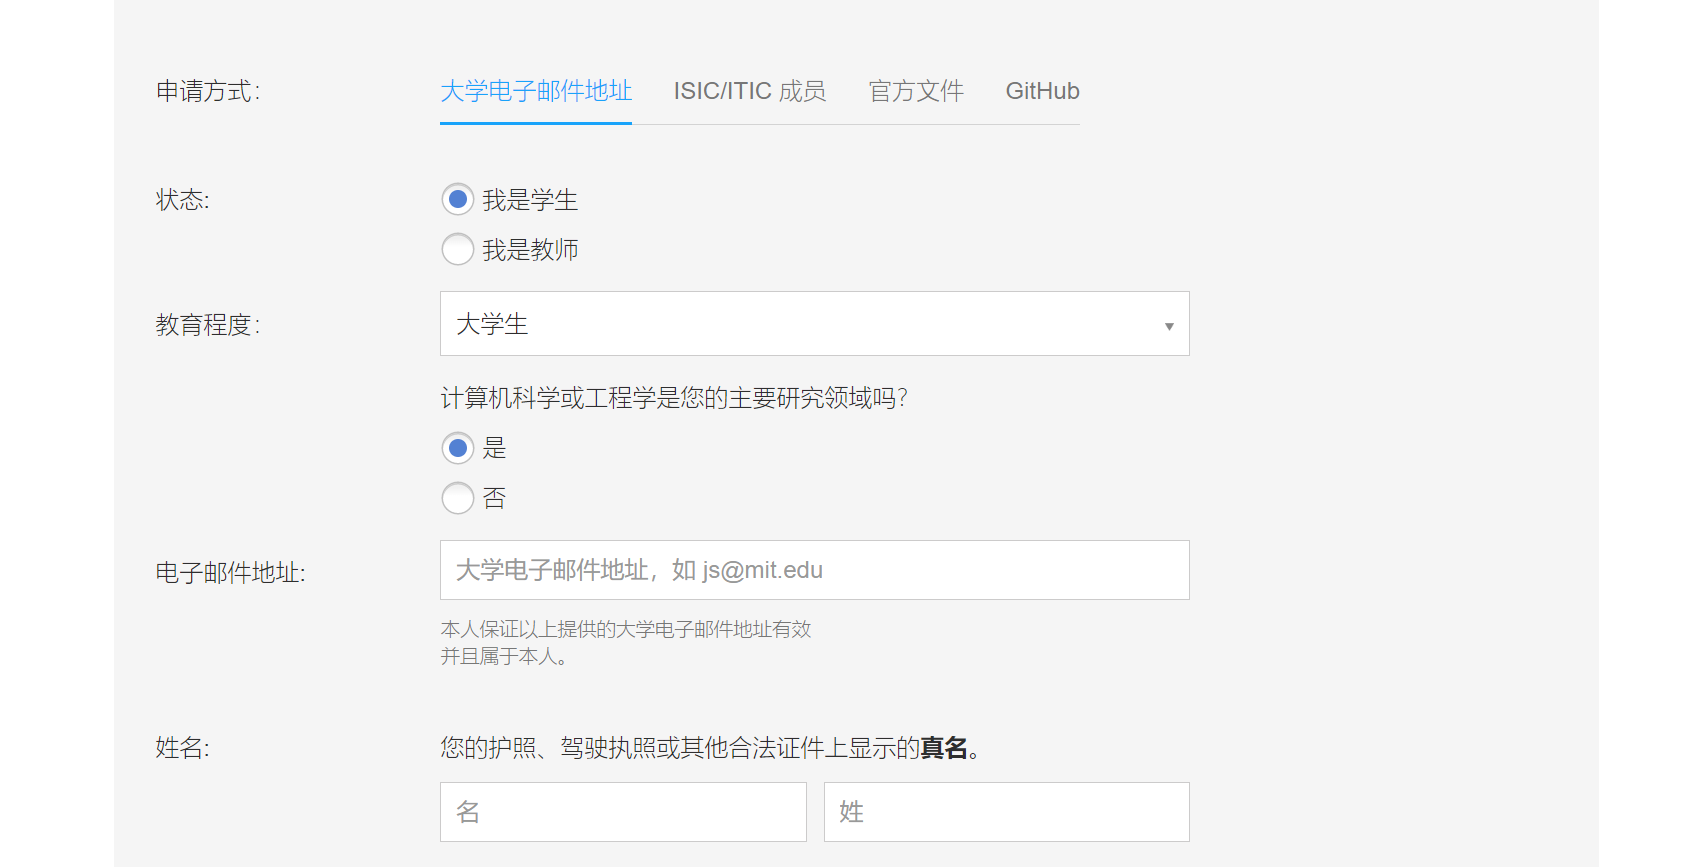 申请方式: 大学电子邮件地址 ISIC/ITIC 成员 官方文件 GitHub
状态: 我是学生
我是教师
教育程度: 大学生
计算机科学或工程学是您的主要研究领域吗?
是
否
电子邮件地址: 大学电子邮件地址，如 js@mit.edu
本人保证以上提供的大学电子邮件地址有效
并且属于本人。
姓名: 您的护照、驾驶执照或其他合法证件上显示的真名。
名 姓